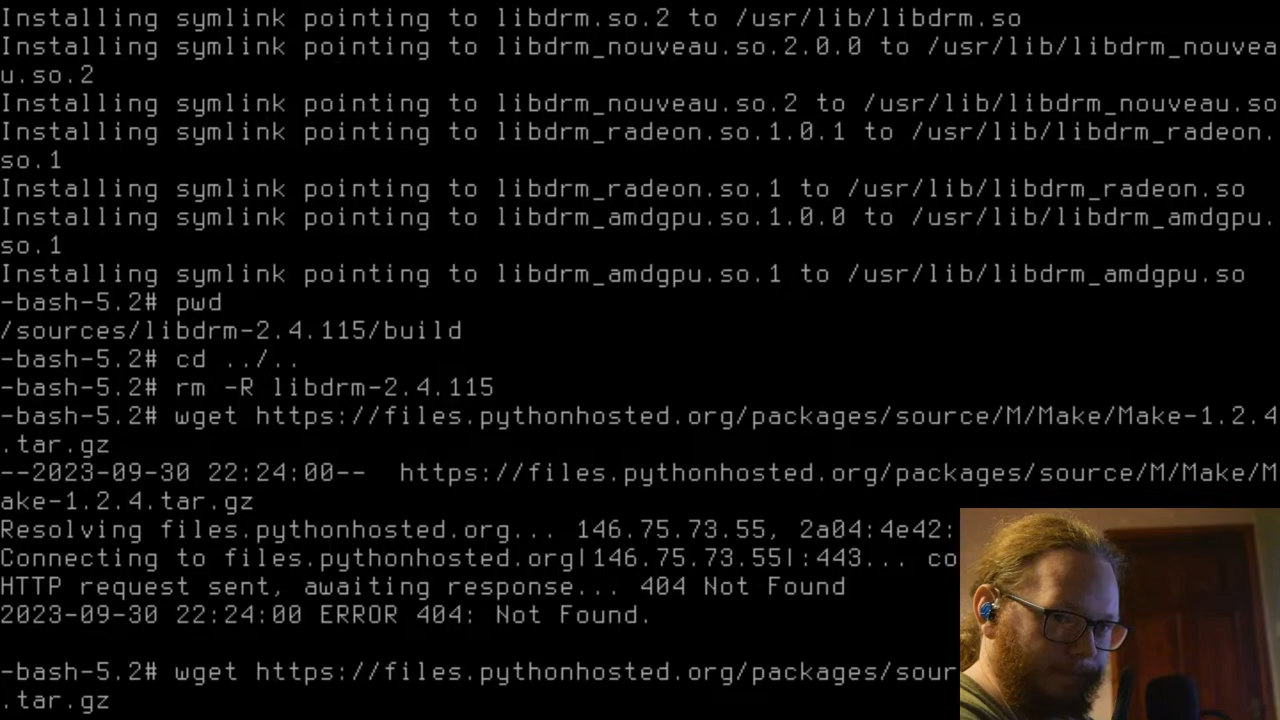 Installing symlink pointing to libdrm.so.2 to /usr/lib/libdrm.so
Installing symlink pointing to libdrm_nouveau.so.2.0.0 to /usr/lib/libdrm_nouvea
u.so.2
Installing symlink pointing to libdrm_nouveau.so.2 to /usr/lib/libdrm_nouveau.so
Installing symlink pointing to libdrm_radeon.so.1.0.1 to /usr/lib/libdrm_radeon.
so.1
Installing symlink pointing to libdrm_radeon.so.1 to /usr/lib/libdrm_radeon.so
Installing symlink pointing to libdrm_amdgpu.so.1.0.0 to /usr/lib/libdrm_amdgpu.
so.1
Installing symlink pointing to libdrm_amdgpu.so.1 to /usr/lib/libdrm_amdgpu.so
-bash-5.2# pwd
/sources/libdrm-2.4.115/build
-bash-5.2# cd ../..
-bash-5.2# rm -R libdrm-2.4.115
-bash-5.2# wget https://files.pythonhosted.org/packages/source/M/Make/Make-1.2.4
.tar.gz
--2023-09-30 22:24:00--  https://files.pythonhosted.org/packages/source/M/Make/M
ake-1.2.4.tar.gz
Resolving files.pythonhosted.org... 146.75.73.55, 2a04:4e42:
Connecting to files.pythonhosted.org|146.75.73.55|:443... co
HTTP request sent, awaiting response... 404 Not Found
2023-09-30 22:24:00 ERROR 404: Not Found.
-bash-5.2# wget https://files.pythonhosted.org/packages/sour
.tar.gz